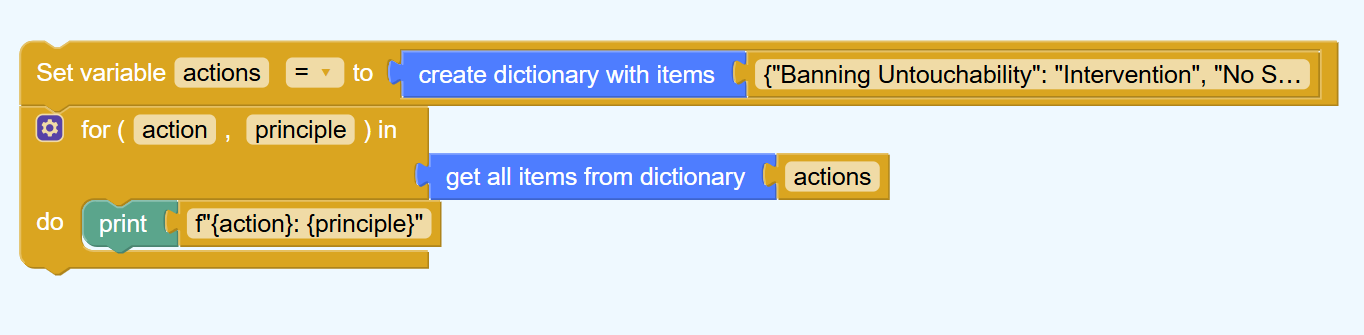 Set variable actions = to create dictionary with items {"Banning Untouchability": "Intervention", "No S...
for ( action , principle ) in
get all items from dictionary actions
do print f"{action}: {principle}"